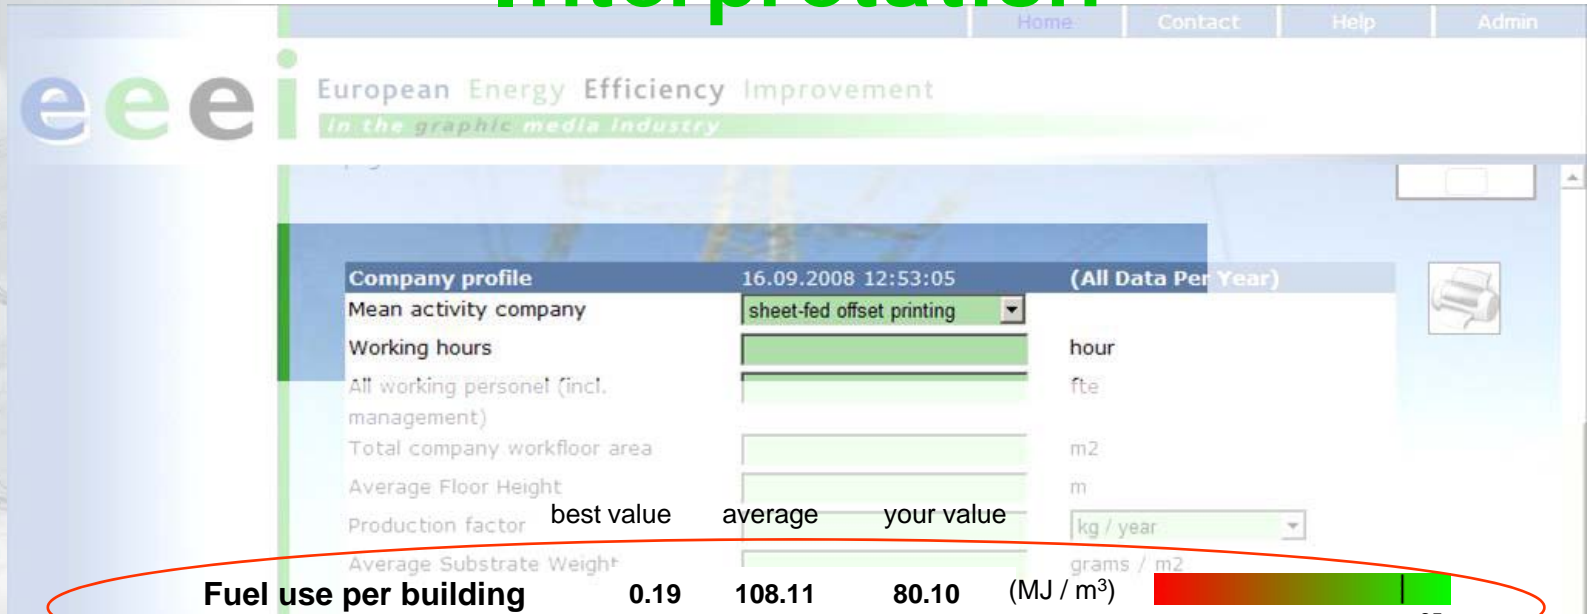 Interpretation
Home Contact Help Admin
eeei European Energy Efficiency Improvement
in the graphic media industry
Company profile 16.09.2008 12:53:05 (All Data Per Year)
Mean activity company sheet-fed offset printing
Working hours hour
All working personel (incl. management) fte
Total company workfloor area m2
Average Floor Height m
best value average your value
Production factor kg / year
Average Substrate Weight grams / m2
Fuel use per building 0.19 108.11 80.10 (MJ / m³)